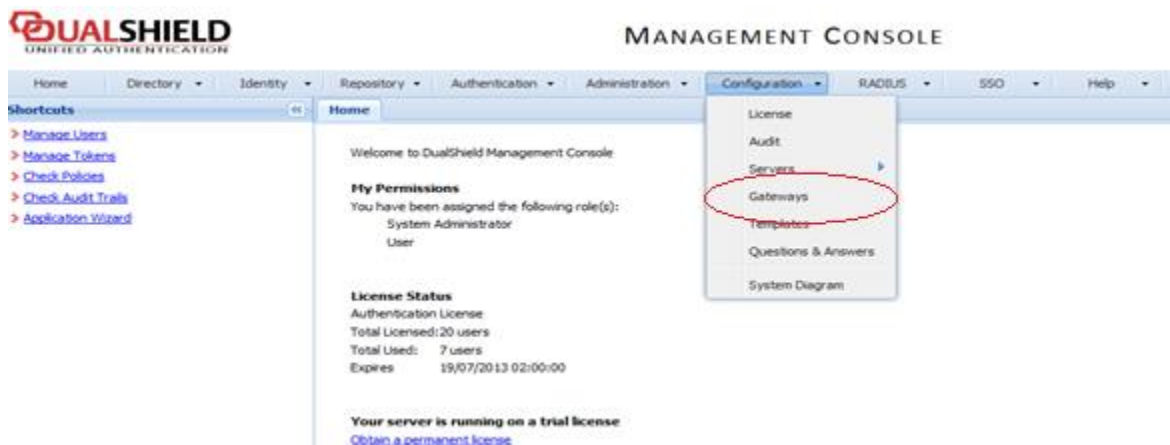 DUALSHIELD
UNIFIED AUTHENTICATION
MANAGEMENT CONSOLE
Home Directory Identity Repository Authentication Administration Configuration RADIUS SSO Help
Shortcuts
Manage Users
Manage Tokens
Check Policies
Check Audit Trails
Application Wizard
Home
Welcome to DualShield Management Console
My Permissions
You have been assigned the following role(s):
System Administrator
User
License Status
Authentication License
Total Licensed: 20 users
Total Used: 7 users
Expires 19/07/2013 02:00:00
Your server is running on a trial license
Obtain a permanent license
License
Audit
Servers
Gateways
Templates
Questions & Answers
System Diagram